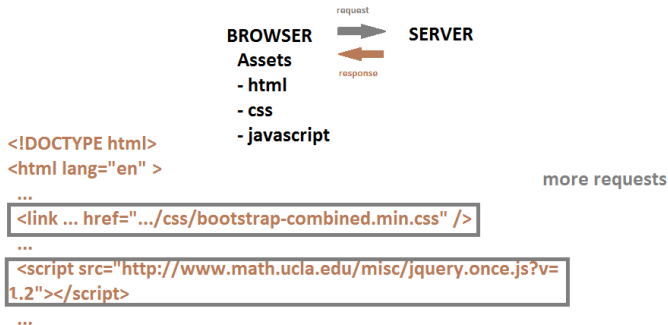 request
BROWSER SERVER
Assets
response
- html
- css
- javascript
<!DOCTYPE html>
<html lang="en" >
more requests
...
<link ... href=".../css/bootstrap-combined.min.css" />
...
<script src="http://www.math.ucla.edu/misc/jquery.once.js?v=
1.2"></script>
...